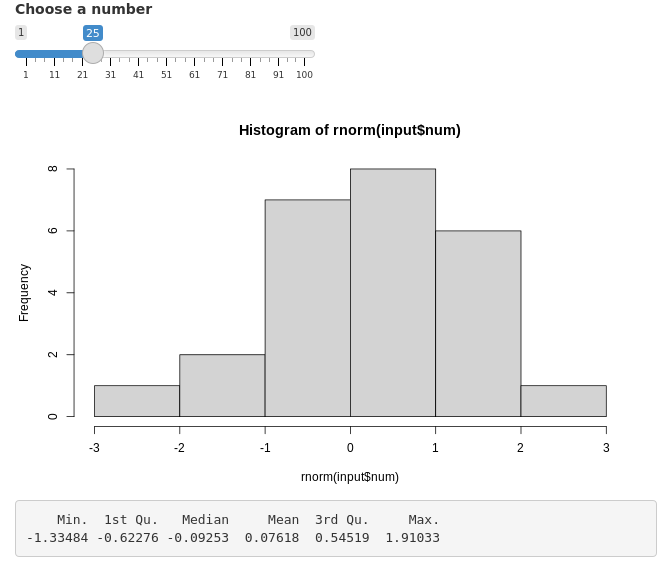 Choose a number
1 25 100
1 11 21 31 41 51 61 71 81 91 100
Histogram of rnorm(input$num)
8
6
4
2
0
Frequency
-3 -2 -1 0 1 2 3
rnorm(input$num)
Min. 1st Qu. Median Mean 3rd Qu. Max.
-1.33484 -0.62276 -0.09253 0.07618 0.54519 1.91033